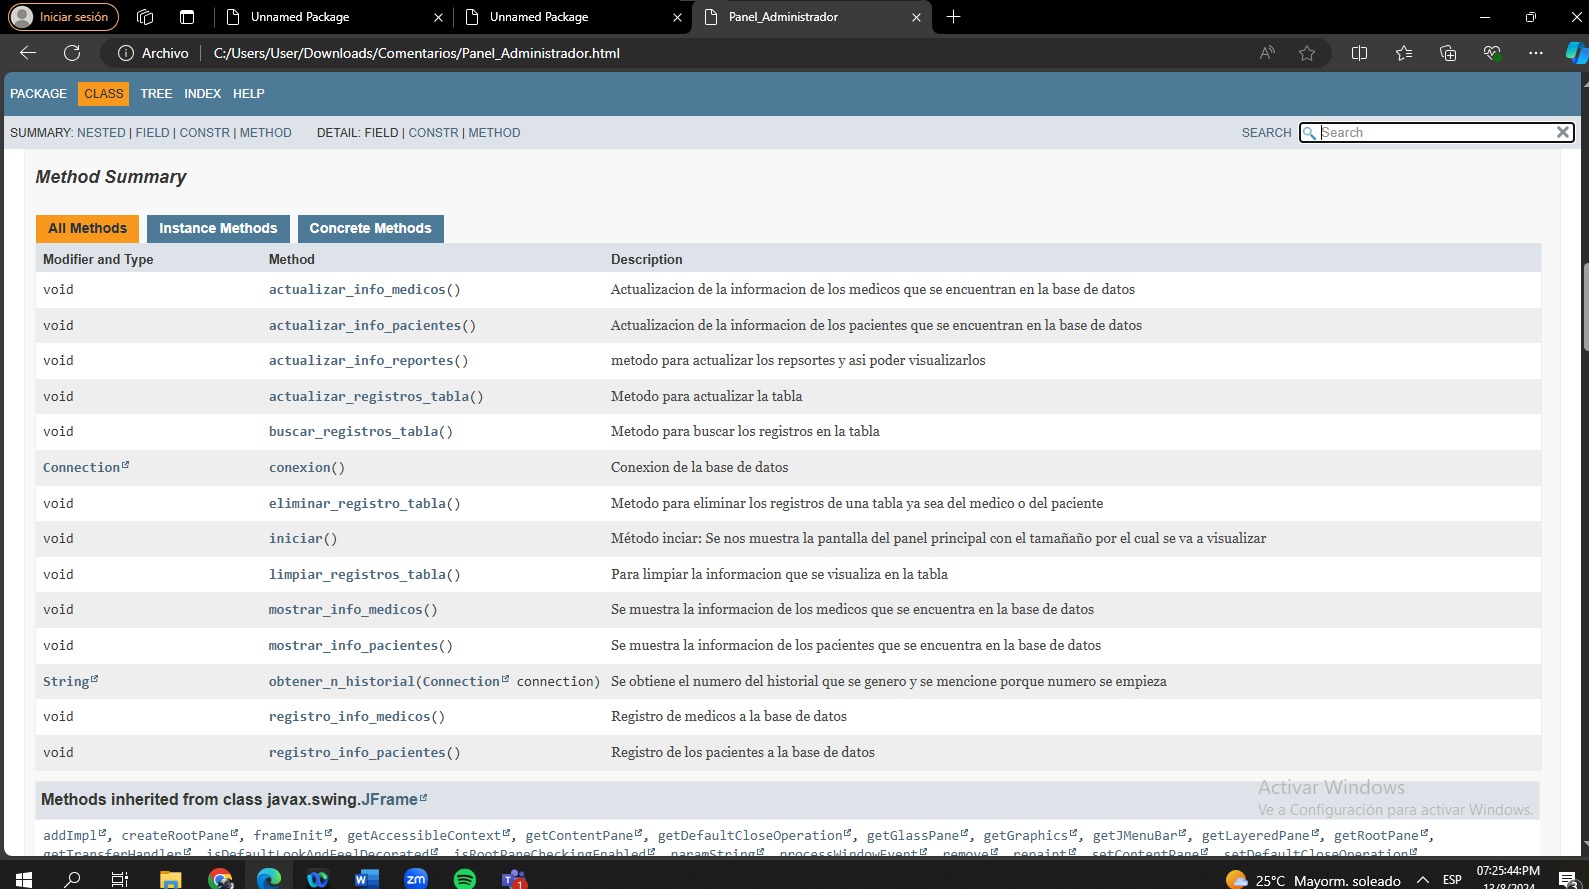 Iniciar sesión
Unnamed Package
Unnamed Package
Panel_Administrador
Archivo
C:/Users/User/Downloads/Comentarios/Panel_Administrador.html
PACKAGE CLASS TREE INDEX HELP
SUMMARY: NESTED | FIELD | CONSTR | METHOD DETAIL: FIELD | CONSTR | METHOD
SEARCH Search
Method Summary
All Methods Instance Methods Concrete Methods
Modifier and Type Method Description
void actualizar_info_medicos() Actualizacion de la informacion de los medicos que se encuentran en la base de datos
void actualizar_info_pacientes() Actualizacion de la informacion de los pacientes que se encuentran en la base de datos
void actualizar_info_reportes() metodo para actualizar los repsortes y asi poder visualizarlos
void actualizar_registros_tabla() Metodo para actualizar la tabla
void buscar_registros_tabla() Metodo para buscar los registros en la tabla
Connection conexion() Conexion de la base de datos
void eliminar_registro_tabla() Metodo para eliminar los registros de una tabla ya sea del medico o del paciente
void iniciar() Método inciar: Se nos muestra la pantalla del panel principal con el tamañaño por el cual se va a visualizar
void limpiar_registros_tabla() Para limpiar la informacion que se visualiza en la tabla
void mostrar_info_medicos() Se muestra la informacion de los medicos que se encuentra en la base de datos
void mostrar_info_pacientes() Se muestra la informacion de los pacientes que se encuentra en la base de datos
String obtener_n_historial(Connection connection) Se obtiene el numero del historial que se genero y se mencione porque numero se empieza
void registro_info_medicos() Registro de medicos a la base de datos
void registro_info_pacientes() Registro de los pacientes a la base de datos
Activar Windows
Ve a Configuración para activar Windows.
Methods inherited from class javax.swing.JFrame
addImpl, createRootPane, frameInit, getAccessibleContext, getContentPane, getDefaultCloseOperation, getGlassPane, getGraphics, getJMenuBar, getLayeredPane, getRootPane,
getTransferHandler, isDefaultLookAndFeelDecorated, isRootPaneCheckingEnabled, paramString, processWindowEvent, remove, repaint, setContentPane, setDefaultCloseOperation
25°C Mayorm. soleado ESP 07:25:44:PM